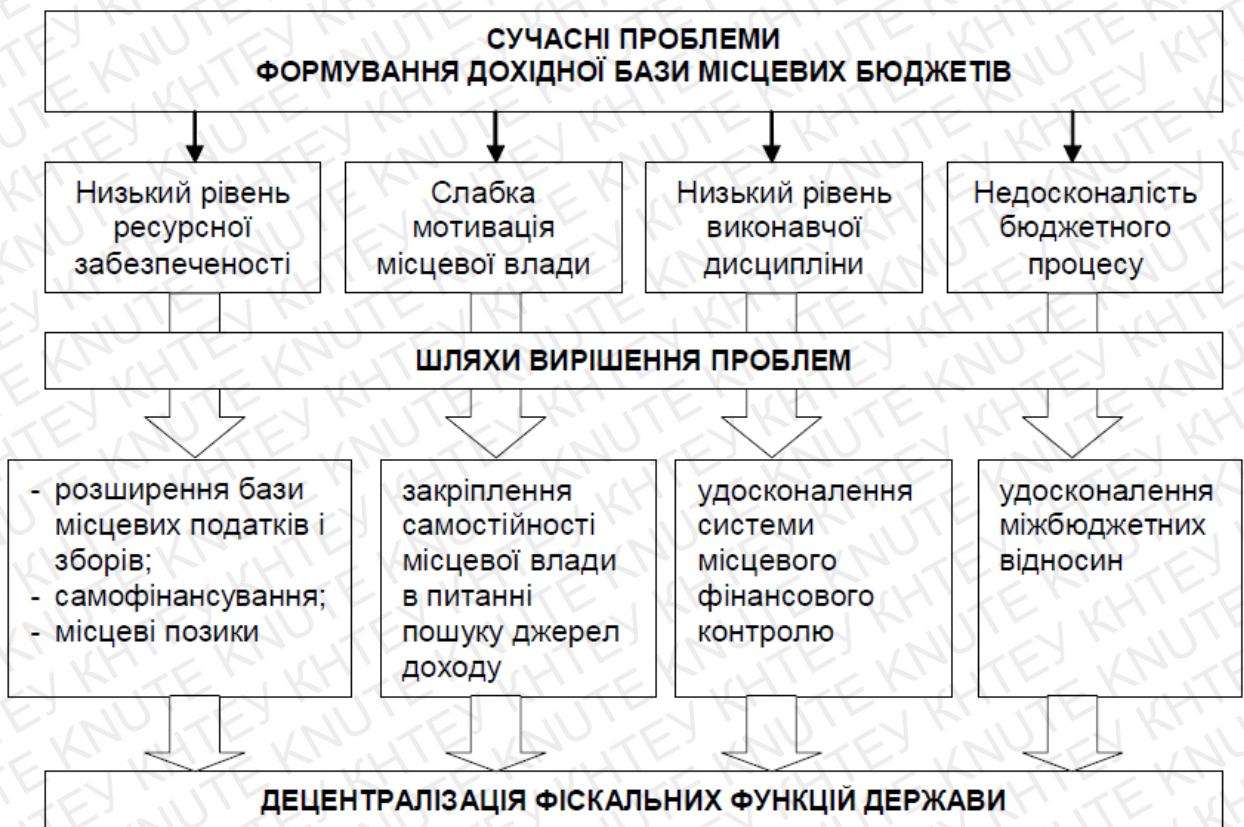 СУЧАСНІ ПРОБЛЕМИ
ФОРМУВАННЯ ДОХІДНОЇ БАЗИ МІСЦЕВИХ БЮДЖЕТІВ
Низький рівень
ресурсної
забезпеченості
Слабка
мотивація
місцевої влади
Низький рівень
виконавчої
дисципліни
Недосконалість
бюджетного
процесу
ШЛЯХИ ВИРІШЕННЯ ПРОБЛЕМ
- розширення бази
місцевих податків і
зборів;
- самофінансування;
- місцеві позики
закріплення
самостійності
місцевої влади
в питанні
пошуку джерел
доходу
удосконалення
системи
місцевого
фінансового
контролю
удосконалення
міжбюджетних
відносин
ДЕЦЕНТРАЛІЗАЦІЯ ФІСКАЛЬНИХ ФУНКЦІЙ ДЕРЖАВИ